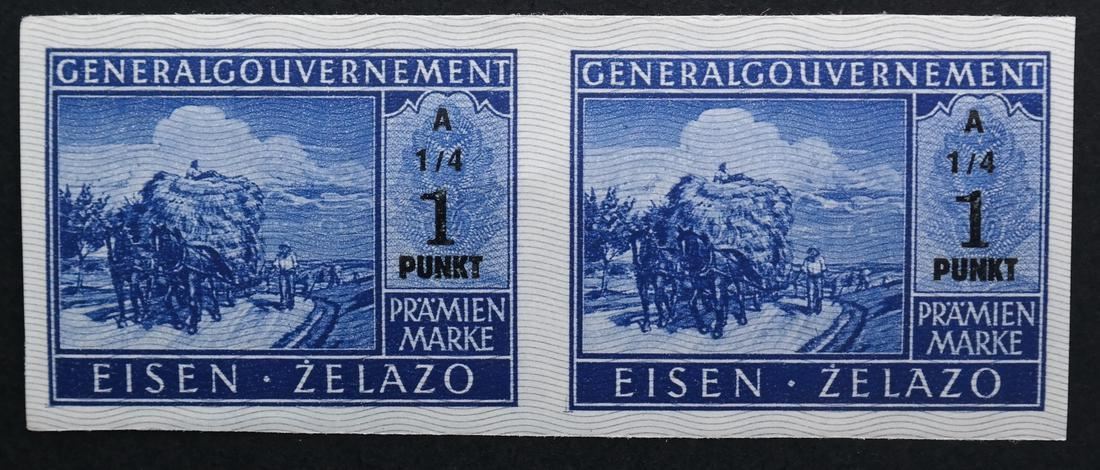 GENERALGOUVERNEMENT
A
1/4
1
PUNKT
PRÄMIEN
MARKE
EISEN · ŻELAZO
GENERALGOUVERNEMENT
A
1/4
1
PUNKT
PRÄMIEN
MARKE
EISEN · ŻELAZO